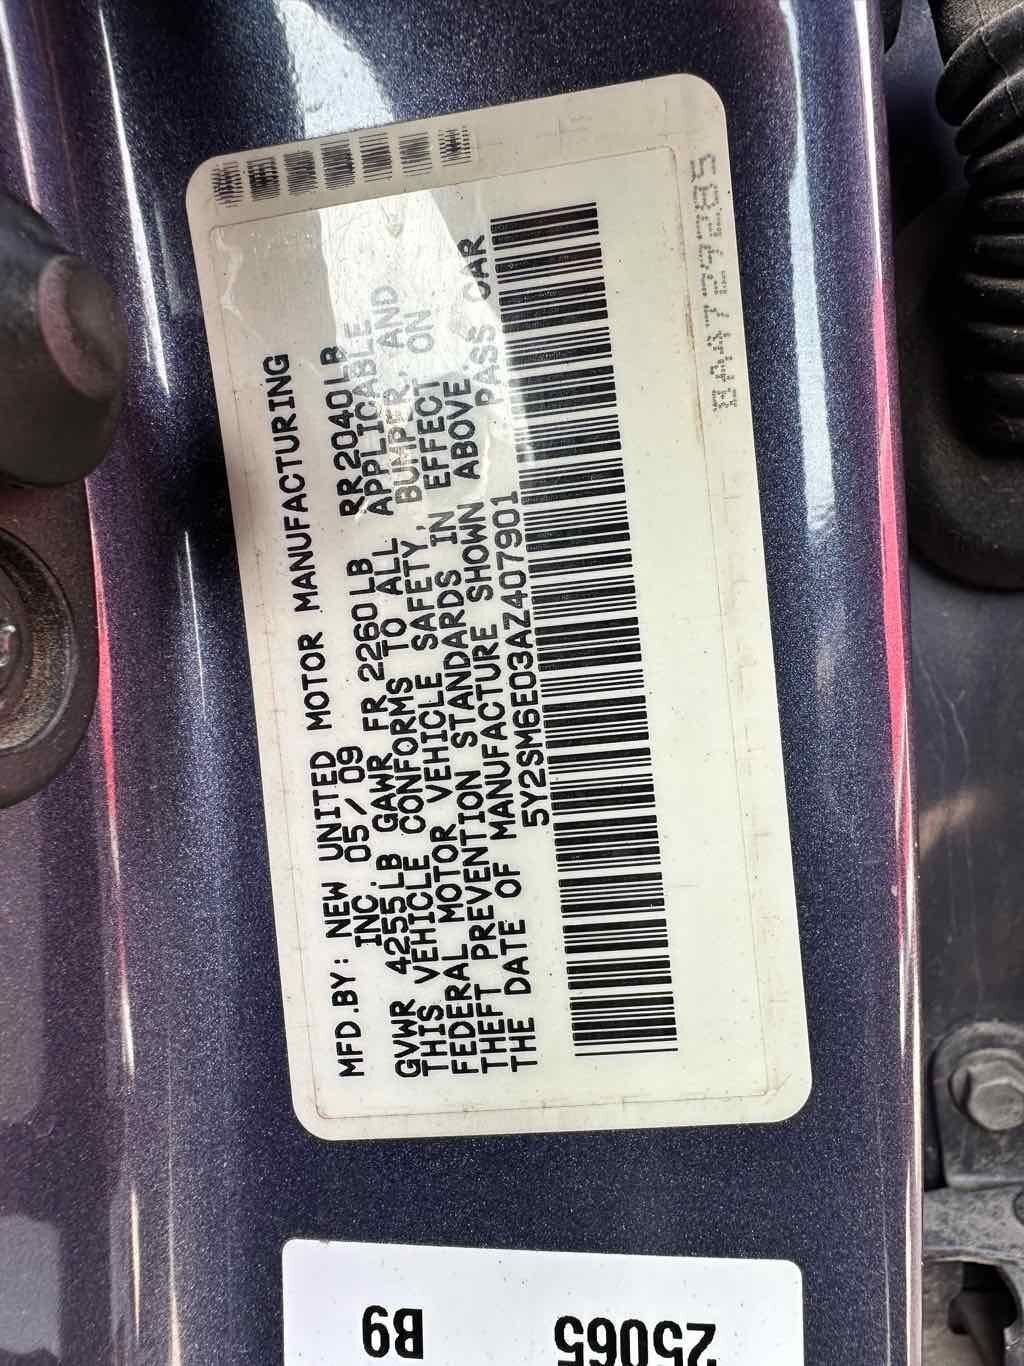 MFD.BY: NEW UNITED MOTOR MANUFACTURING
INC. 05/09
GVWR 4255LB GAWR FR 2260LB RR2040LB
THIS VEHICLE CONFORMS TO ALL APPLICABLE
FEDERAL MOTOR VEHICLE SAFETY, BUMPER, AND
THEFT PREVENTION STANDARDS IN EFFECT ON
THE DATE OF MANUFACTURE SHOWN ABOVE.
5Y2SM6E03AZ407901 PASS CAR
B9
25065